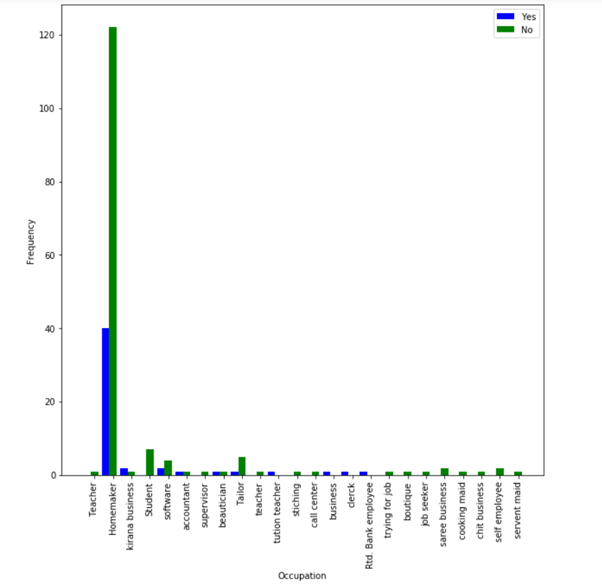 Yes
No
120
100
80
60
40
20
0
Frequency
Teacher
Homemaker
kirana business
Student
software
accountant
supervisor
beautician
Tailor
teacher
tution teacher
stiching
call center
business
clerck
Rtd. Bank employee
trying for job
boutique
job seeker
saree business
cooking maid
chit business
self employee
servent maid
Occupation